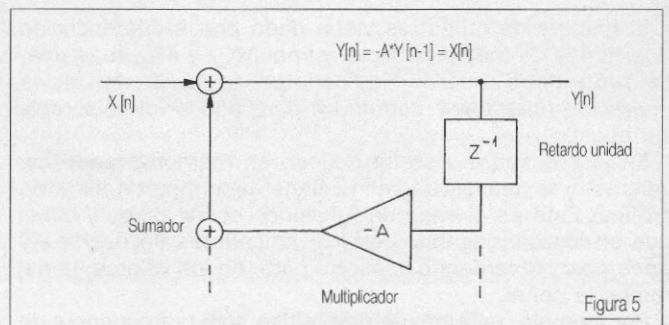 Y[n] = -A*Y [n-1] = X[n]
+
X [n]
Y[n]
Z⁻¹
Retardo unidad
Sumador
+
-A
Multiplicador
Figura 5